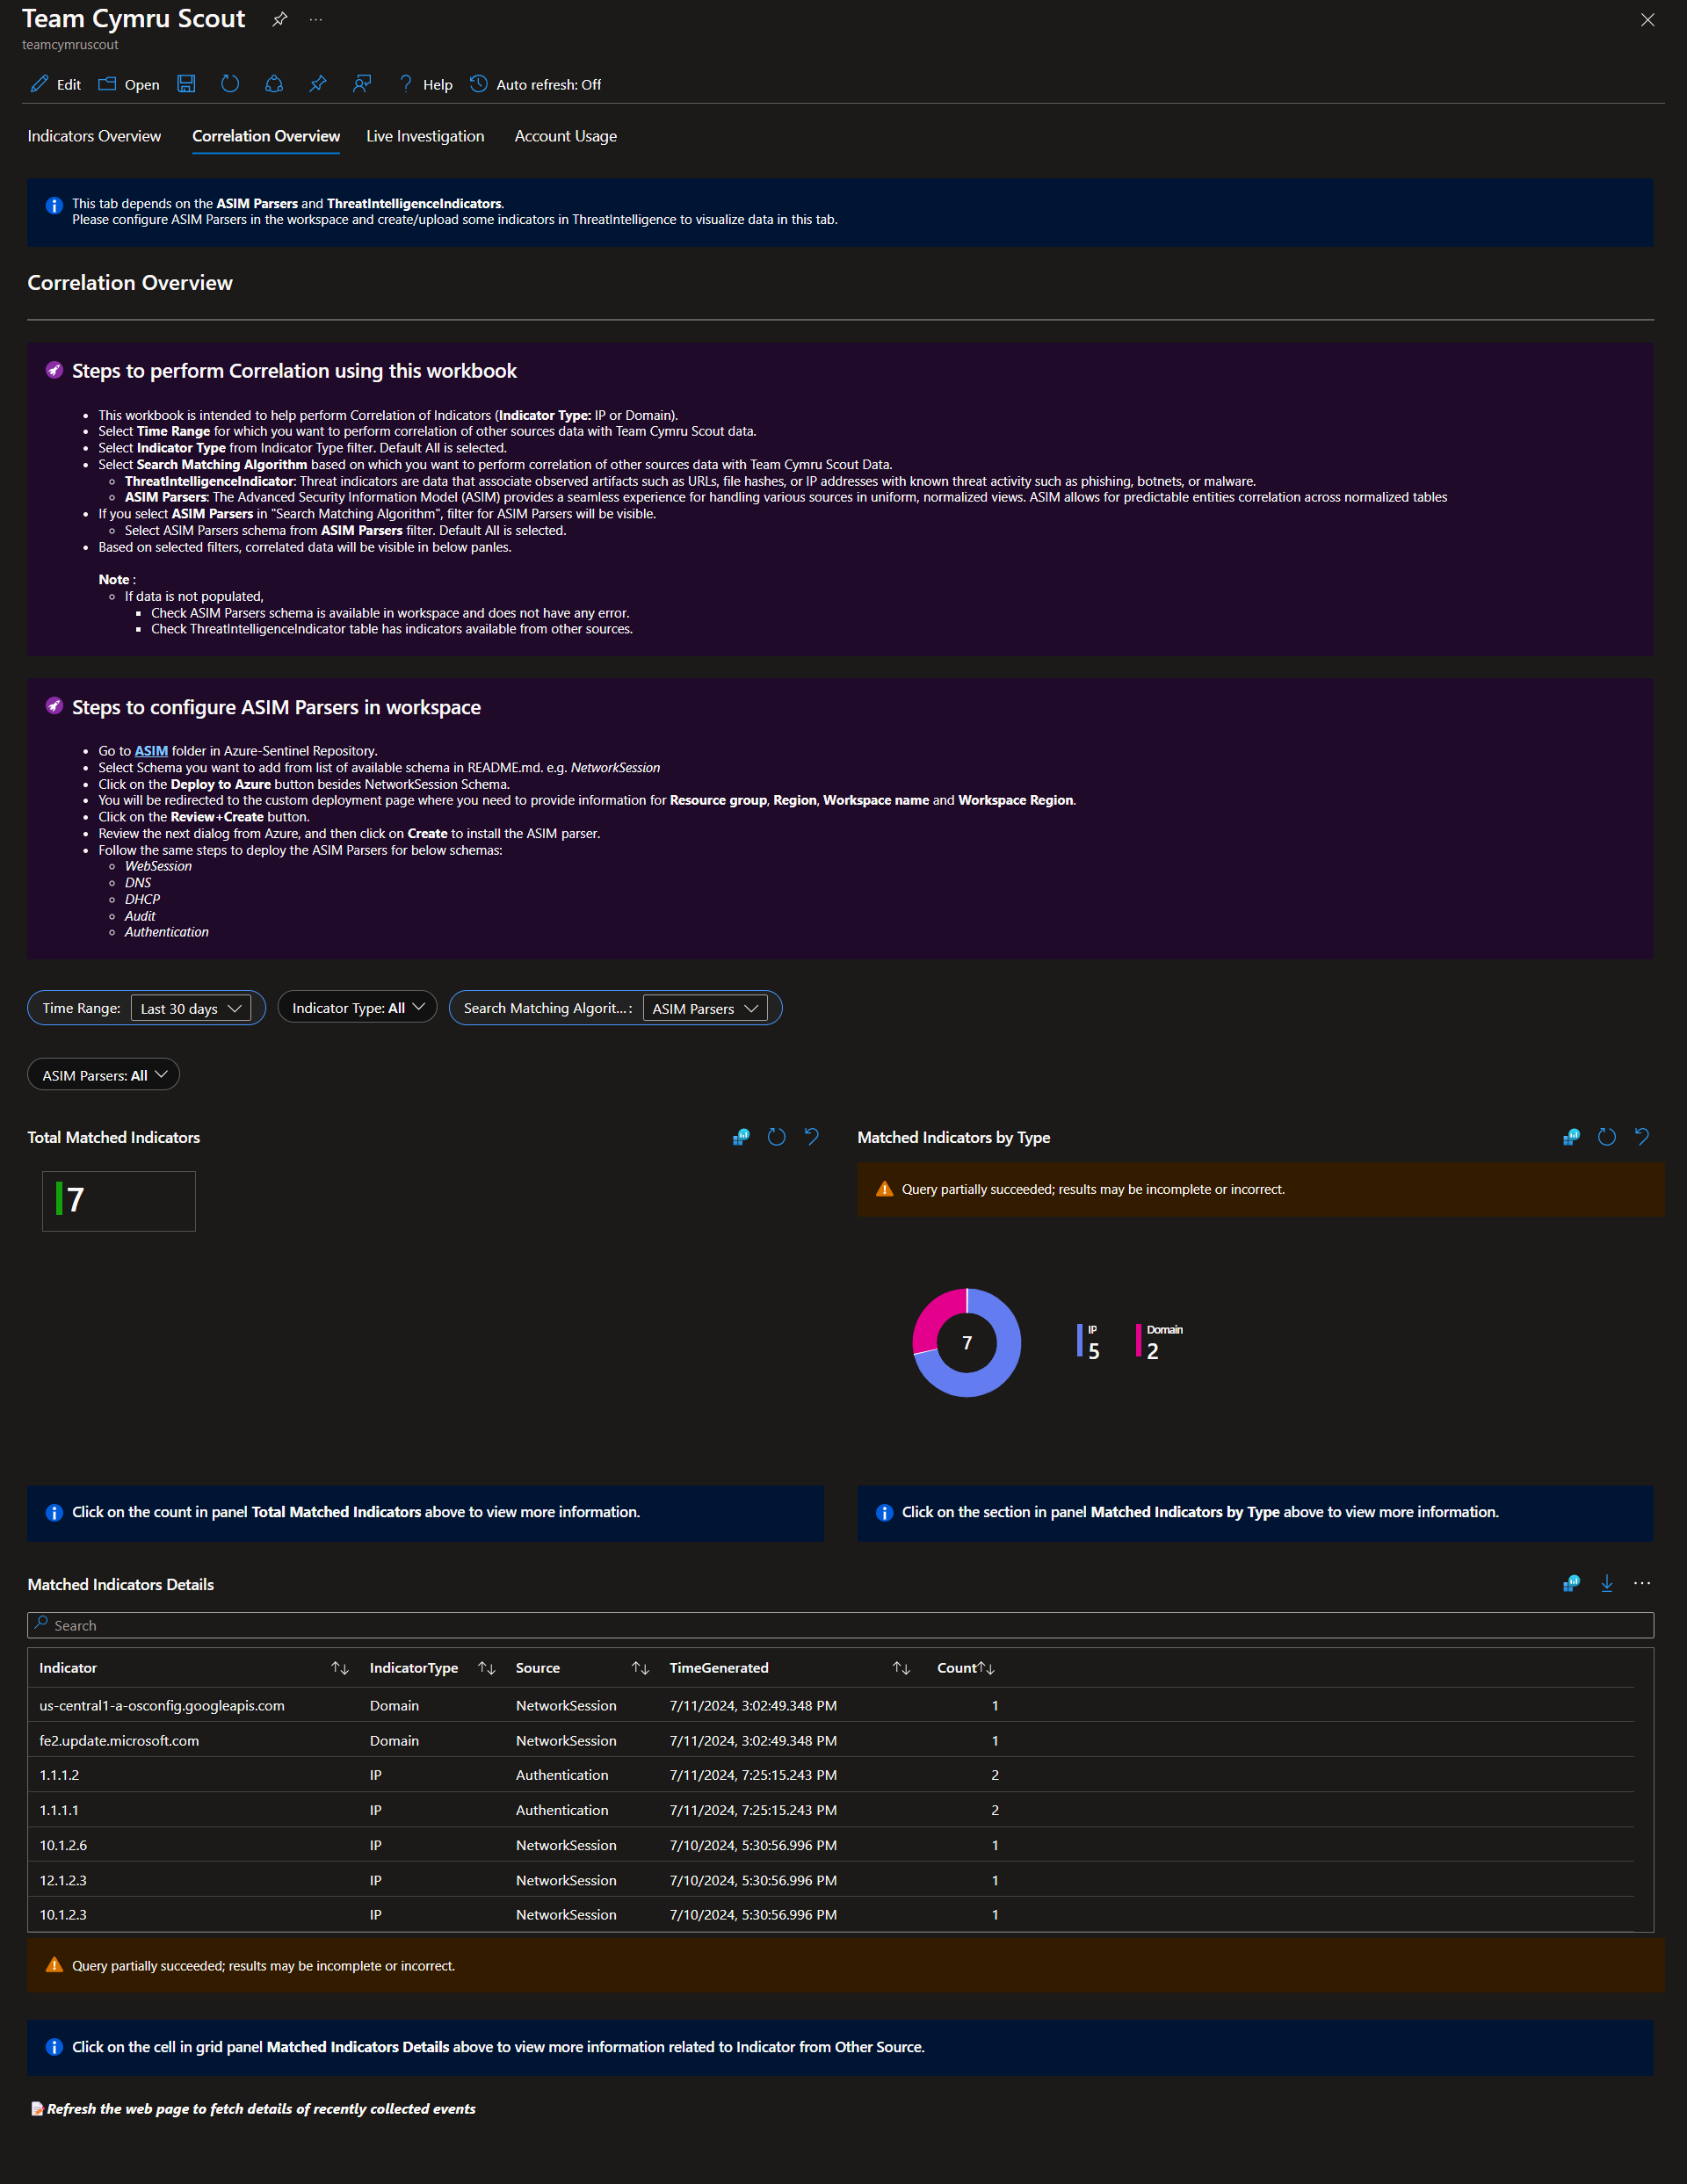 Team Cymru Scout
teamcymruscout
Edit Open Help Auto refresh: Off
Indicators Overview Correlation Overview Live Investigation Account Usage
This tab depends on the ASIM Parsers and ThreatIntelligenceIndicators.
Please configure ASIM Parsers in the workspace and create/upload some indicators in ThreatIntelligence to visualize data in this tab.
Correlation Overview
Steps to perform Correlation using this workbook
This workbook is intended to help perform Correlation of Indicators (Indicator Type: IP or Domain).
Select Time Range for which you want to perform correlation of other sources data with Team Cymru Scout data.
Select Indicator Type from Indicator Type filter. Default All is selected.
Select Search Matching Algorithm based on which you want to perform correlation of other sources data with Team Cymru Scout Data.
ThreatIntelligenceIndicator: Threat indicators are data that associate observed artifacts such as URLs, file hashes, or IP addresses with known threat activity such as phishing, botnets, or malware.
ASIM Parsers: The Advanced Security Information Model (ASIM) provides a seamless experience for handling various sources in uniform, normalized views. ASIM allows for predictable entities correlation across normalized tables
If you select ASIM Parsers in "Search Matching Algorithm", filter for ASIM Parsers will be visible.
Select ASIM Parsers schema from ASIM Parsers filter. Default All is selected.
Based on selected filters, correlated data will be visible in below panles.
Note :
If data is not populated,
Check ASIM Parsers schema is available in workspace and does not have any error.
Check ThreatIntelligenceIndicator table has indicators available from other sources.
Steps to configure ASIM Parsers in workspace
Go to ASIM folder in Azure-Sentinel Repository.
Select Schema you want to add from list of available schema in README.md. e.g. NetworkSession
Click on the Deploy to Azure button besides NetworkSession Schema.
You will be redirected to the custom deployment page where you need to provide information for Resource group, Region, Workspace name and Workspace Region.
Click on the Review+Create button.
Review the next dialog from Azure, and then click on Create to install the ASIM parser.
Follow the same steps to deploy the ASIM Parsers for below schemas:
WebSession
DNS
DHCP
Audit
Authentication
Time Range: Last 30 days Indicator Type: All Search Matching Algorit... : ASIM Parsers
ASIM Parsers: All
Total Matched Indicators
7
Matched Indicators by Type
Query partially succeeded; results may be incomplete or incorrect.
7
IP
5
Domain
2
Click on the count in panel Total Matched Indicators above to view more information.
Click on the section in panel Matched Indicators by Type above to view more information.
Matched Indicators Details
Search
Indicator IndicatorType Source TimeGenerated Count
us-central1-a-osconfig.googleapis.com Domain NetworkSession 7/11/2024, 3:02:49.348 PM 1
fe2.update.microsoft.com Domain NetworkSession 7/11/2024, 3:02:49.348 PM 1
1.1.1.2 IP Authentication 7/11/2024, 7:25:15.243 PM 2
1.1.1.1 IP Authentication 7/11/2024, 7:25:15.243 PM 2
10.1.2.6 IP NetworkSession 7/10/2024, 5:30:56.996 PM 1
12.1.2.3 IP NetworkSession 7/10/2024, 5:30:56.996 PM 1
10.1.2.3 IP NetworkSession 7/10/2024, 5:30:56.996 PM 1
Query partially succeeded; results may be incomplete or incorrect.
Click on the cell in grid panel Matched Indicators Details above to view more information related to Indicator from Other Source.
Refresh the web page to fetch details of recently collected events